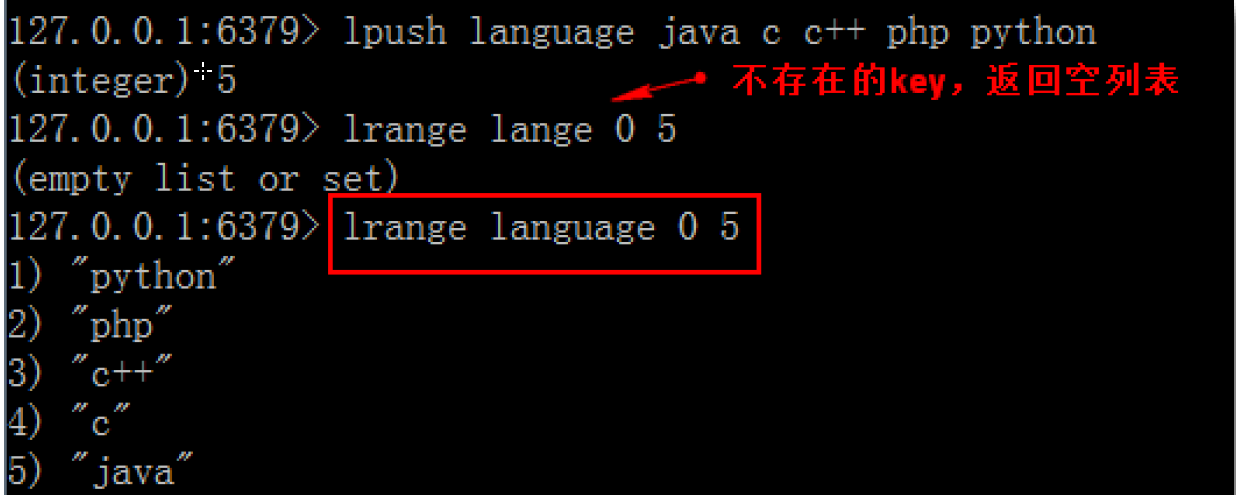 127.0.0.1:6379> lpush language java c c++ php python
(integer) 5
不存在的key，返回空列表
127.0.0.1:6379> lrange lange 0 5
(empty list or set)
127.0.0.1:6379> lrange language 0 5
1) "python"
2) "php"
3) "c++"
4) "c"
5) "java"